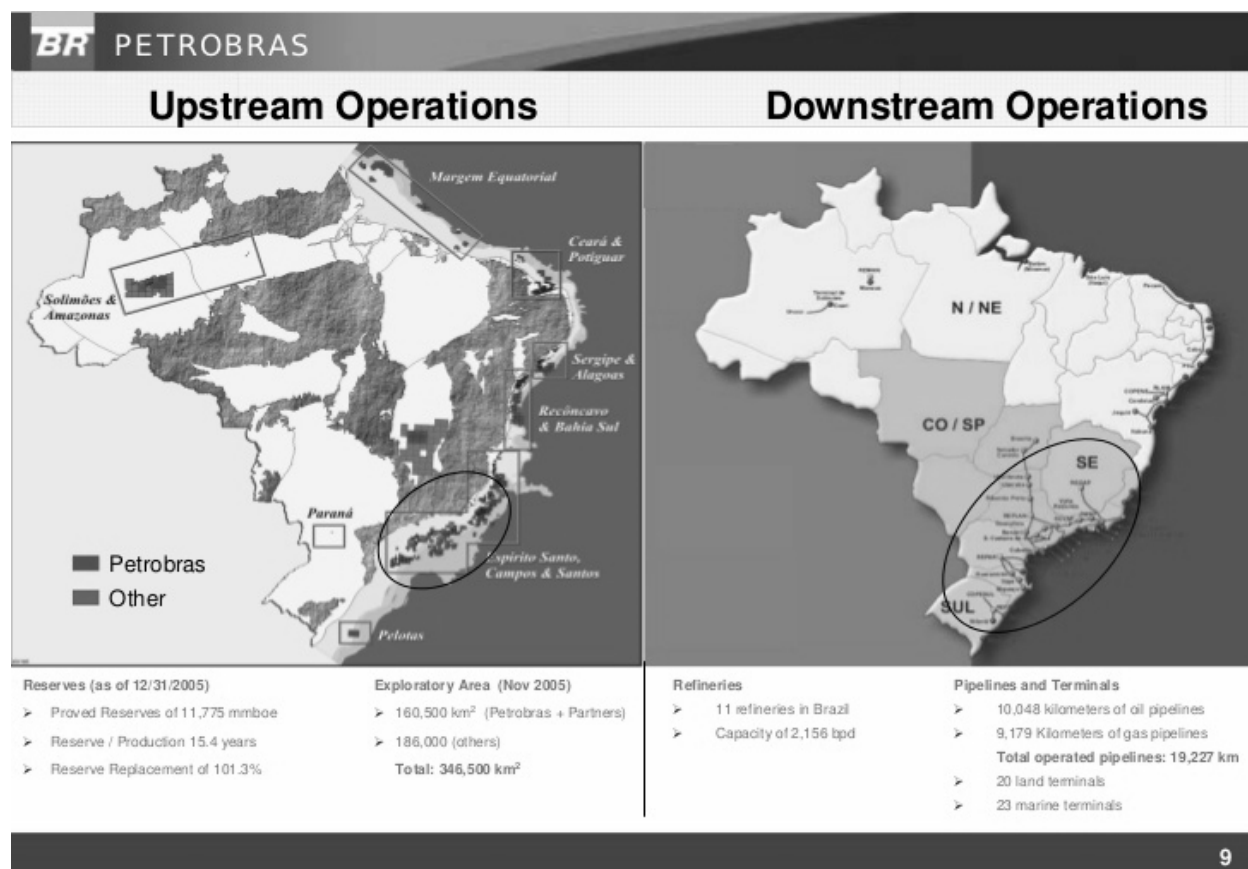 BR PETROBRAS
Upstream Operations
Downstream Operations
Margem Equatorial
Ceará &
Potiguar
Solimões &
Amazonas
Sergipe &
Alagoas
Recôncavo
& Bahia Sul
Paraná
Espírito Santo,
Campos & Santos
Pelotas
Petrobras
Other
N / NE
CO / SP
SE
SUL
Reserves (as of 12/31/2005)
➢ Proved Reserves of 11,775 mmboe
➢ Reserve / Production 15.4 years
➢ Reserve Replacement of 101.3%
Exploratory Area (Nov 2005)
➢ 160,500 km² (Petrobras + Partners)
➢ 186,000 (others)
Total: 346,500 km²
Refineries
➢ 11 refineries in Brazil
➢ Capacity of 2,156 bpd
Pipelines and Terminals
➢ 10,048 kilometers of oil pipelines
➢ 9,179 Kilometers of gas pipelines
Total operated pipelines: 19,227 km
➢ 20 land terminals
➢ 23 marine terminals
9